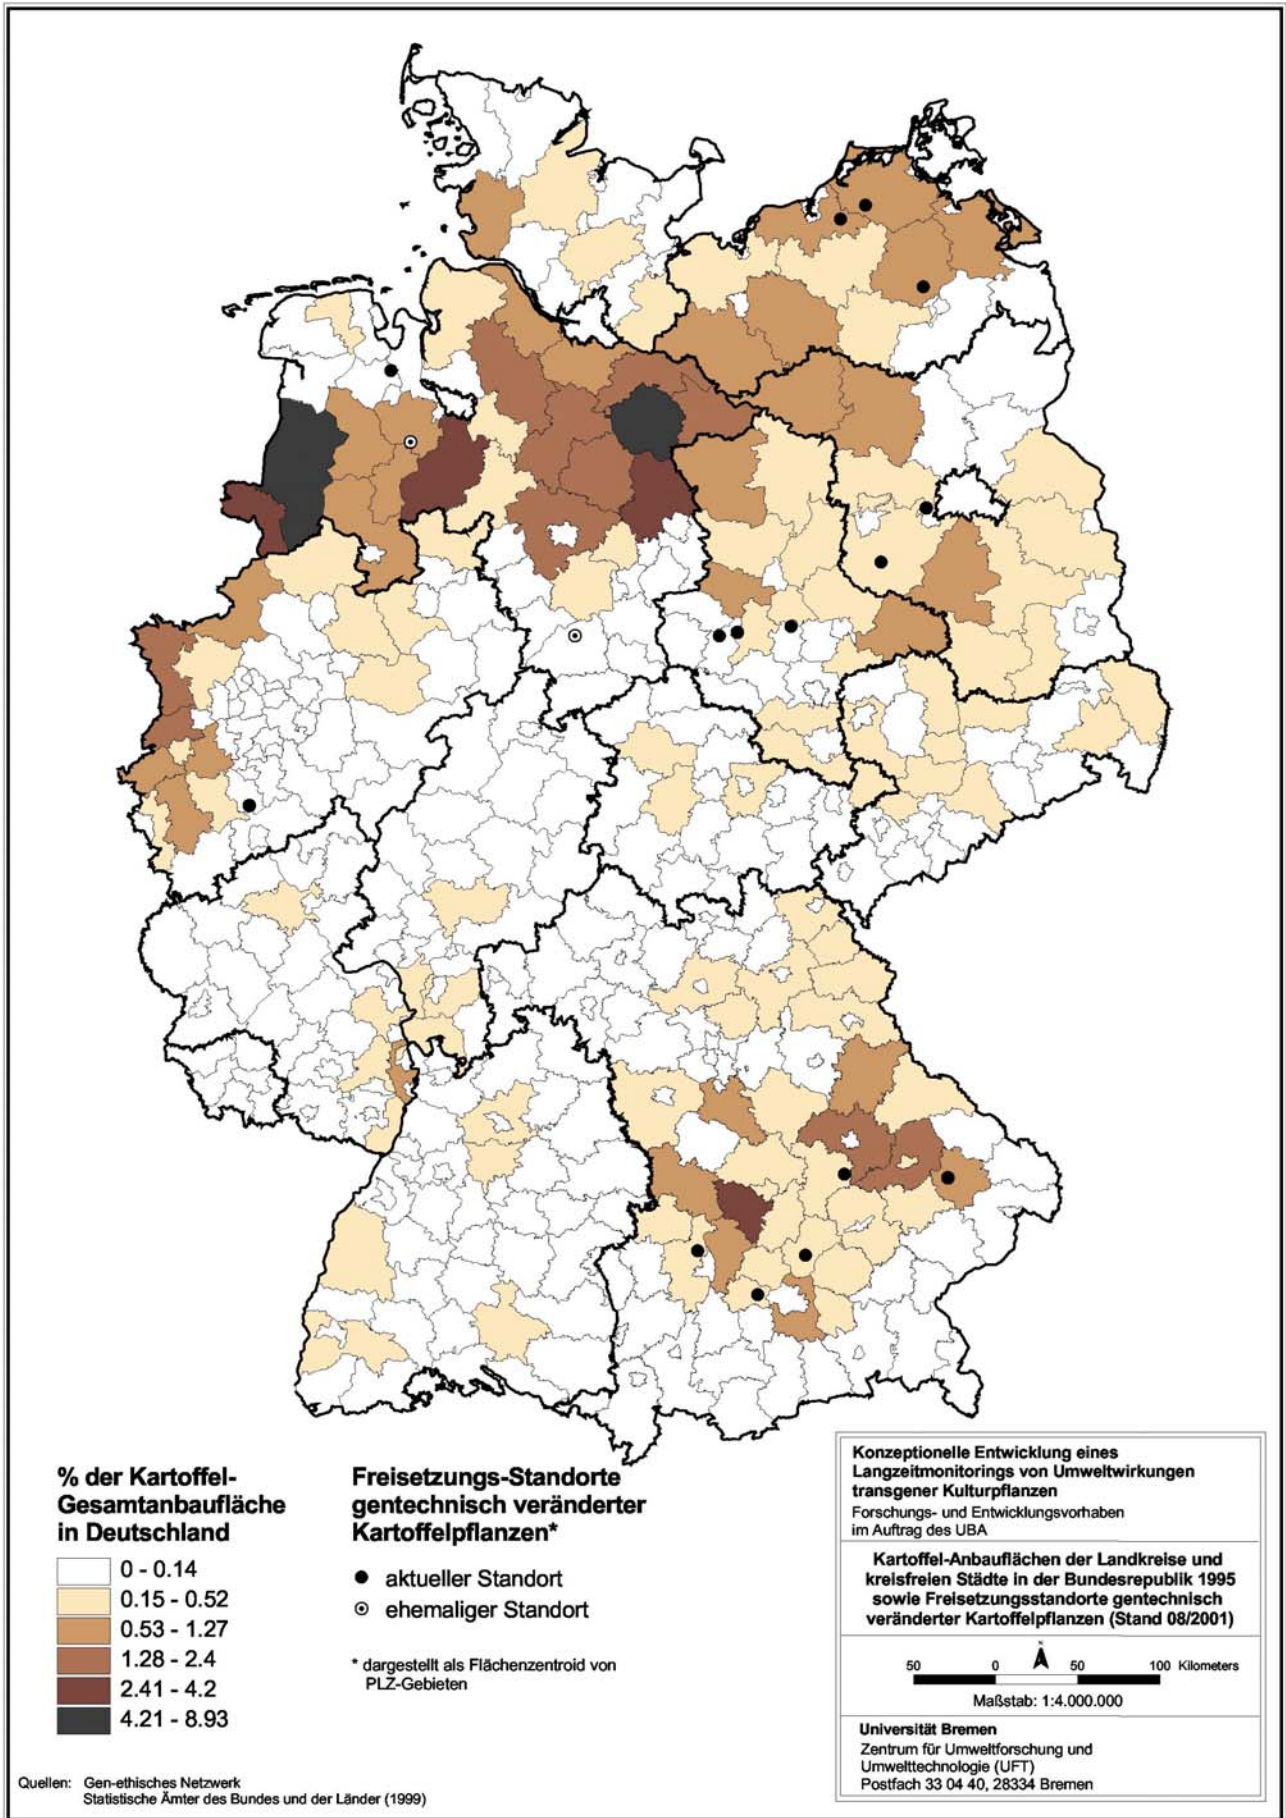 % der Kartoffel-
Gesamtanbaufläche
in Deutschland
0 - 0.14
0.15 - 0.52
0.53 - 1.27
1.28 - 2.4
2.41 - 4.2
4.21 - 8.93
Freisetzungs-Standorte
gentechnisch veränderter
Kartoffelpflanzen*
aktueller Standort
ehemaliger Standort
* dargestellt als Flächenzentroid von
PLZ-Gebieten
Quellen: Gen-ethisches Netzwerk
Statistische Ämter des Bundes und der Länder (1999)
Konzeptionelle Entwicklung eines
Langzeitmonitorings von Umweltwirkungen
transgener Kulturpflanzen
Forschungs- und Entwicklungsvorhaben
im Auftrag des UBA
Kartoffel-Anbauflächen der Landkreise und
kreisfreien Städte in der Bundesrepublik 1995
sowie Freisetzungsstandorte gentechnisch
veränderter Kartoffelpflanzen (Stand 08/2001)
N
50 0 50 100 Kilometers
Maßstab: 1:4.000.000
Universität Bremen
Zentrum für Umweltforschung und
Umwelttechnologie (UFT)
Postfach 33 04 40, 28334 Bremen